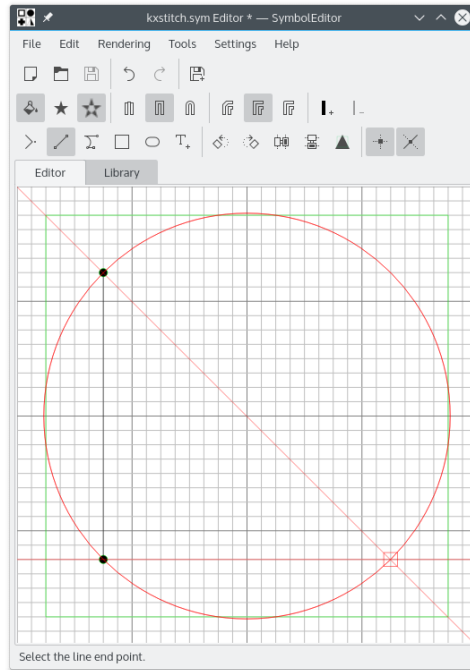 kxstitch.sym Editor * — SymbolEditor
File Edit Rendering Tools Settings Help
T
Editor Library
Select the line end point.